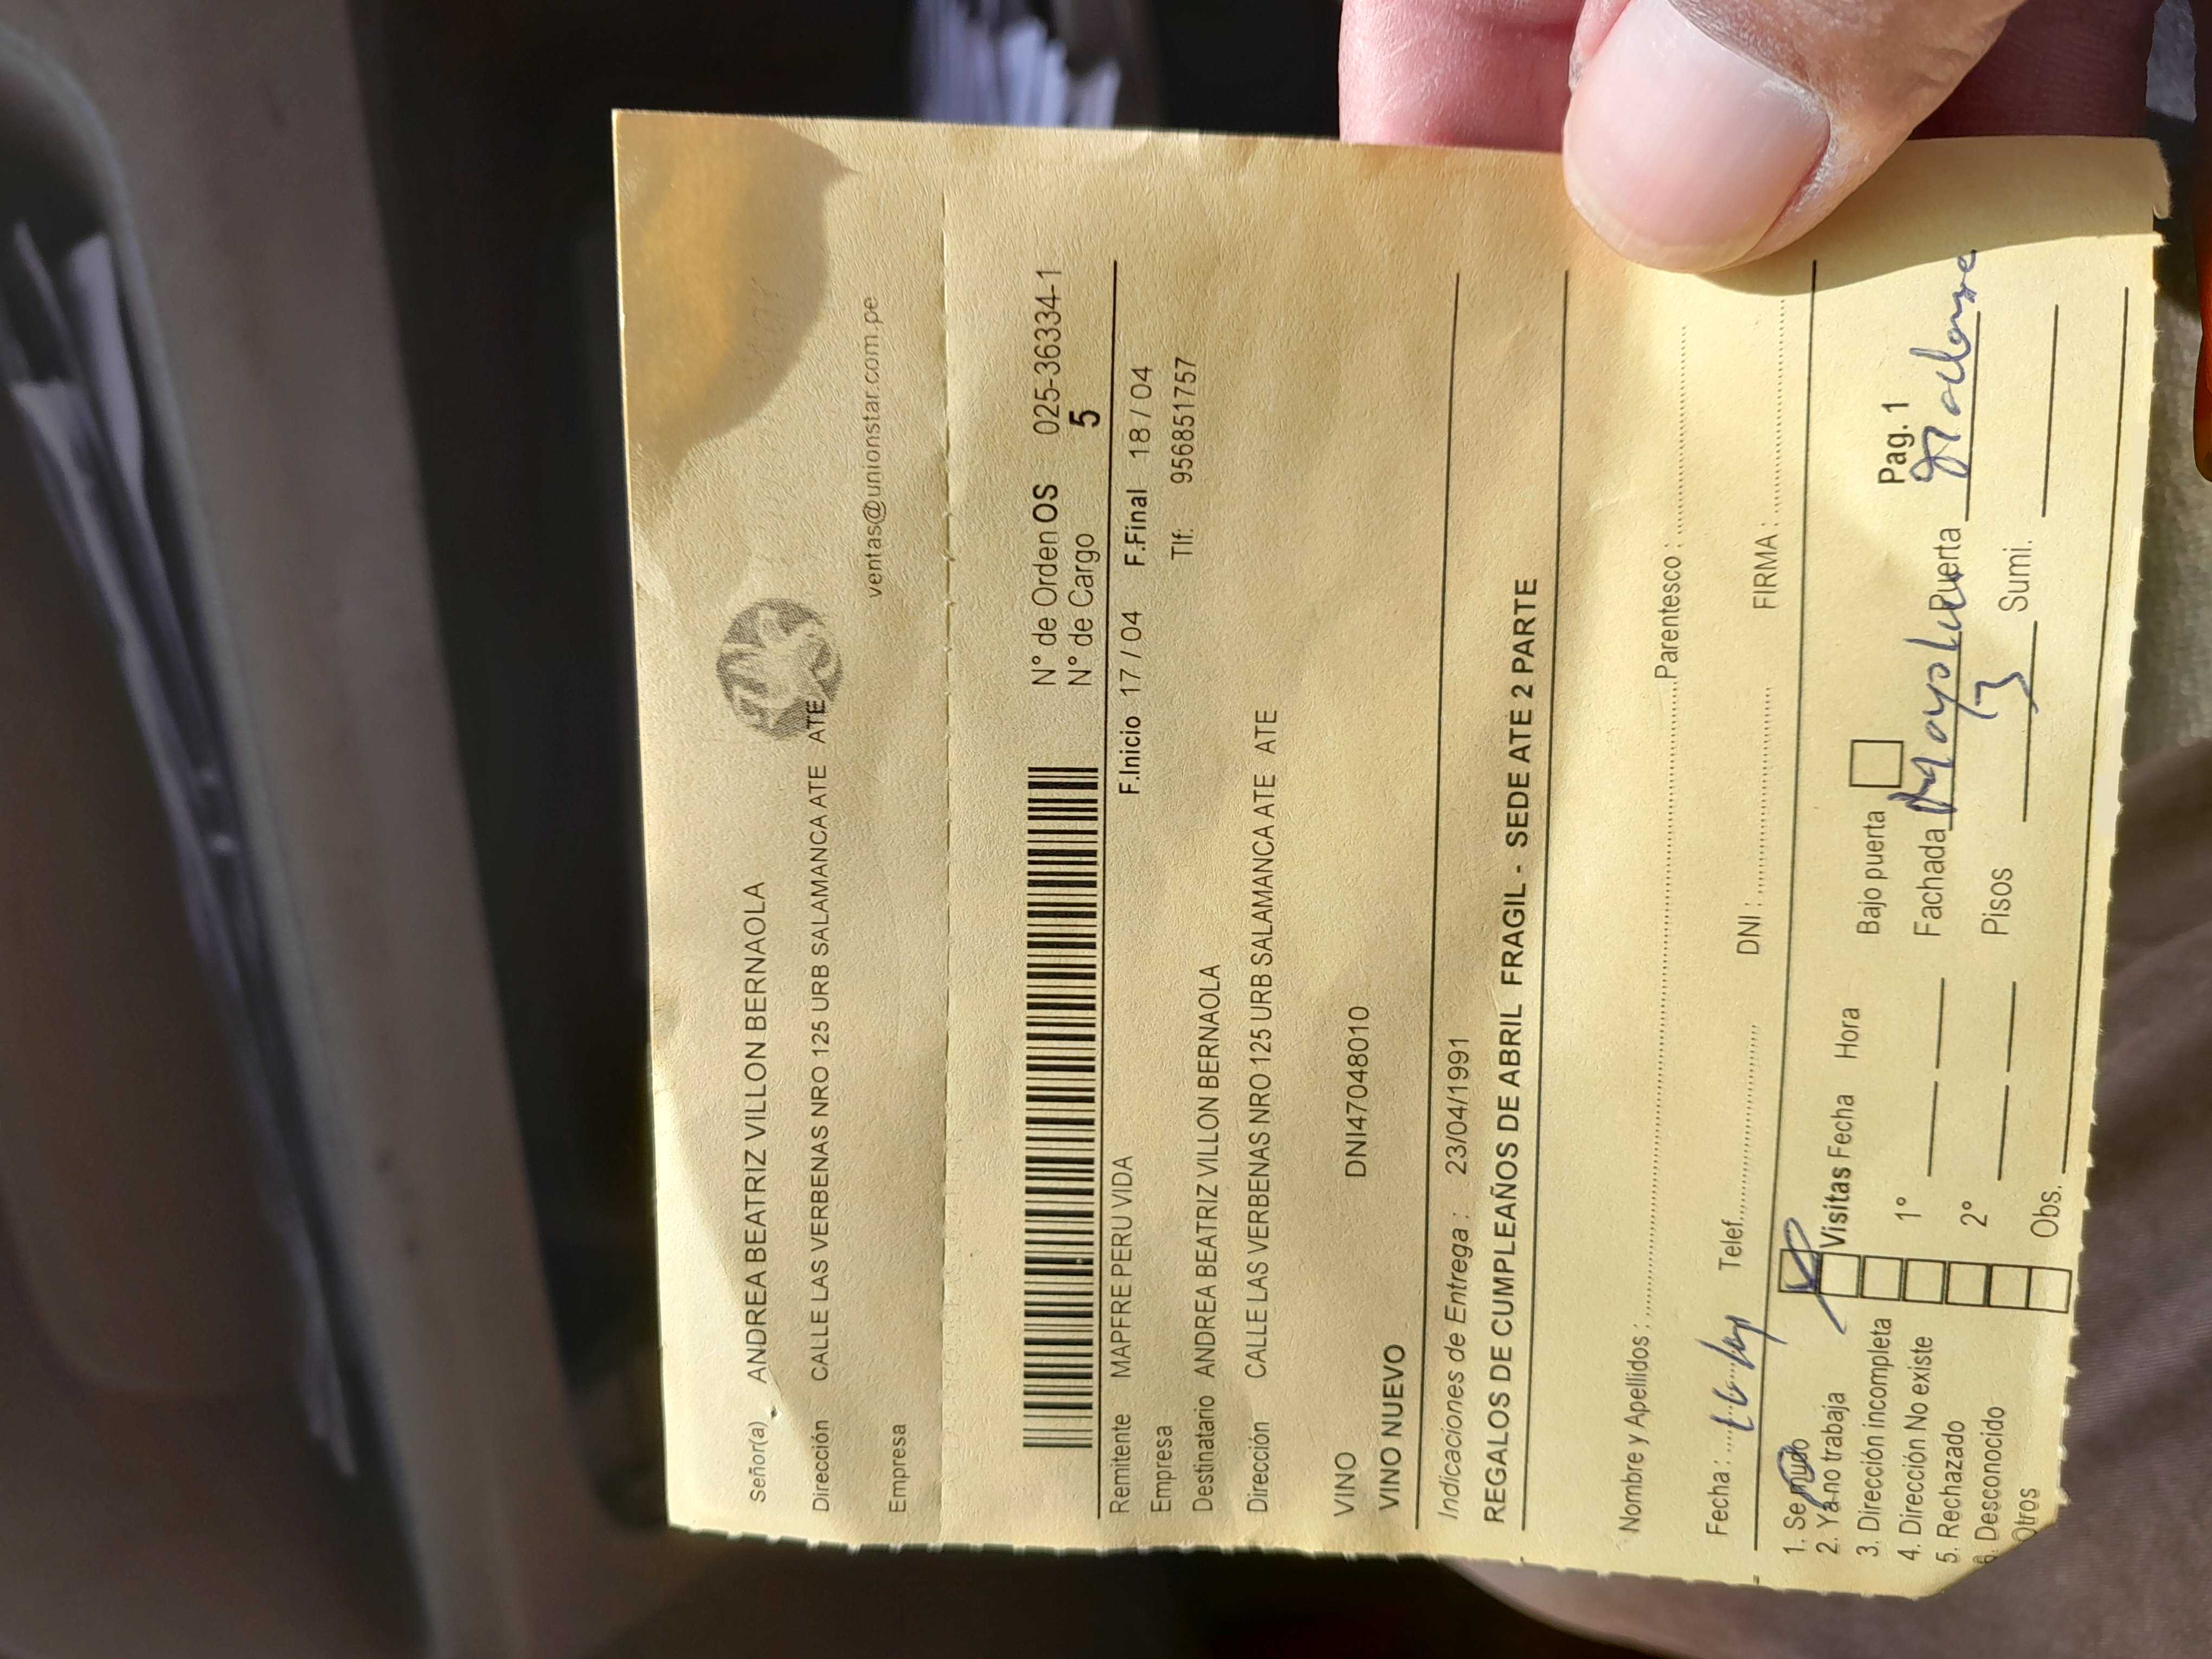 Señor(a) ANDREA BEATRIZ VILLON BERNAOLA
Dirección CALLE LAS VERBENAS NRO 125 URB SALAMANCA ATE ATE
Empresa ventas@unionstar.com.pe
N° de Orden OS 025-36334-1
N° de Cargo 5
Remitente MAPFRE PERU VIDA F.Inicio 17 / 04 F.Final 18 / 04
Empresa Tlf: 956851757
Destinatario ANDREA BEATRIZ VILLON BERNAOLA
Dirección CALLE LAS VERBENAS NRO 125 URB SALAMANCA ATE ATE
VINO DNI47048010
VINO NUEVO
Indicaciones de Entrega : 23/04/1991
REGALOS DE CUMPLEAÑOS DE ABRIL FRAGIL - SEDE ATE 2 PARTE
Nombre y Apellidos : Parentesco :
Fecha : Telef. DNI : FIRMA :
1. Se mudo
2. Ya no trabaja Visitas Fecha Hora Bajo puerta Pag. 1
3. Dirección incompleta 1° Fachada Puerta
4. Dirección No existe
5. Rechazado 2° Pisos 3 Sumi.
6. Desconocido
Otros Obs.